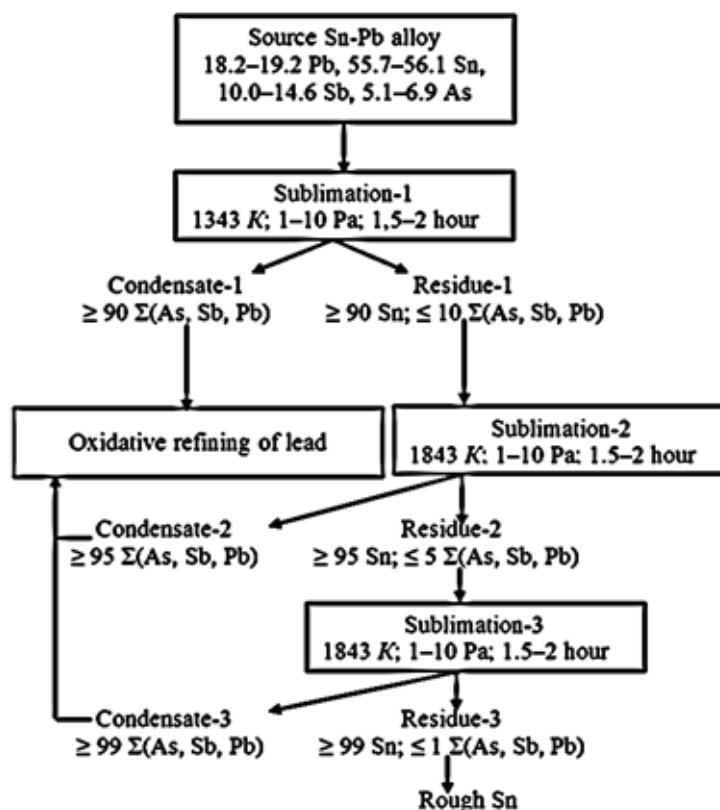 Source Sn-Pb alloy
18.2–19.2 Pb, 55.7–56.1 Sn,
10.0–14.6 Sb, 5.1–6.9 As
Sublimation-1
1343 K; 1–10 Pa; 1,5–2 hour
Condensate-1
≥ 90 Σ(As, Sb, Pb)
Residue-1
≥ 90 Sn; ≤ 10 Σ(As, Sb, Pb)
Oxidative refining of lead
Sublimation-2
1843 K; 1–10 Pa; 1.5–2 hour
Condensate-2
≥ 95 Σ(As, Sb, Pb)
Residue-2
≥ 95 Sn; ≤ 5 Σ(As, Sb, Pb)
Sublimation-3
1843 K; 1–10 Pa; 1.5–2 hour
Condensate-3
≥ 99 Σ(As, Sb, Pb)
Residue-3
≥ 99 Sn; ≤ 1 Σ(As, Sb, Pb)
Rough Sn